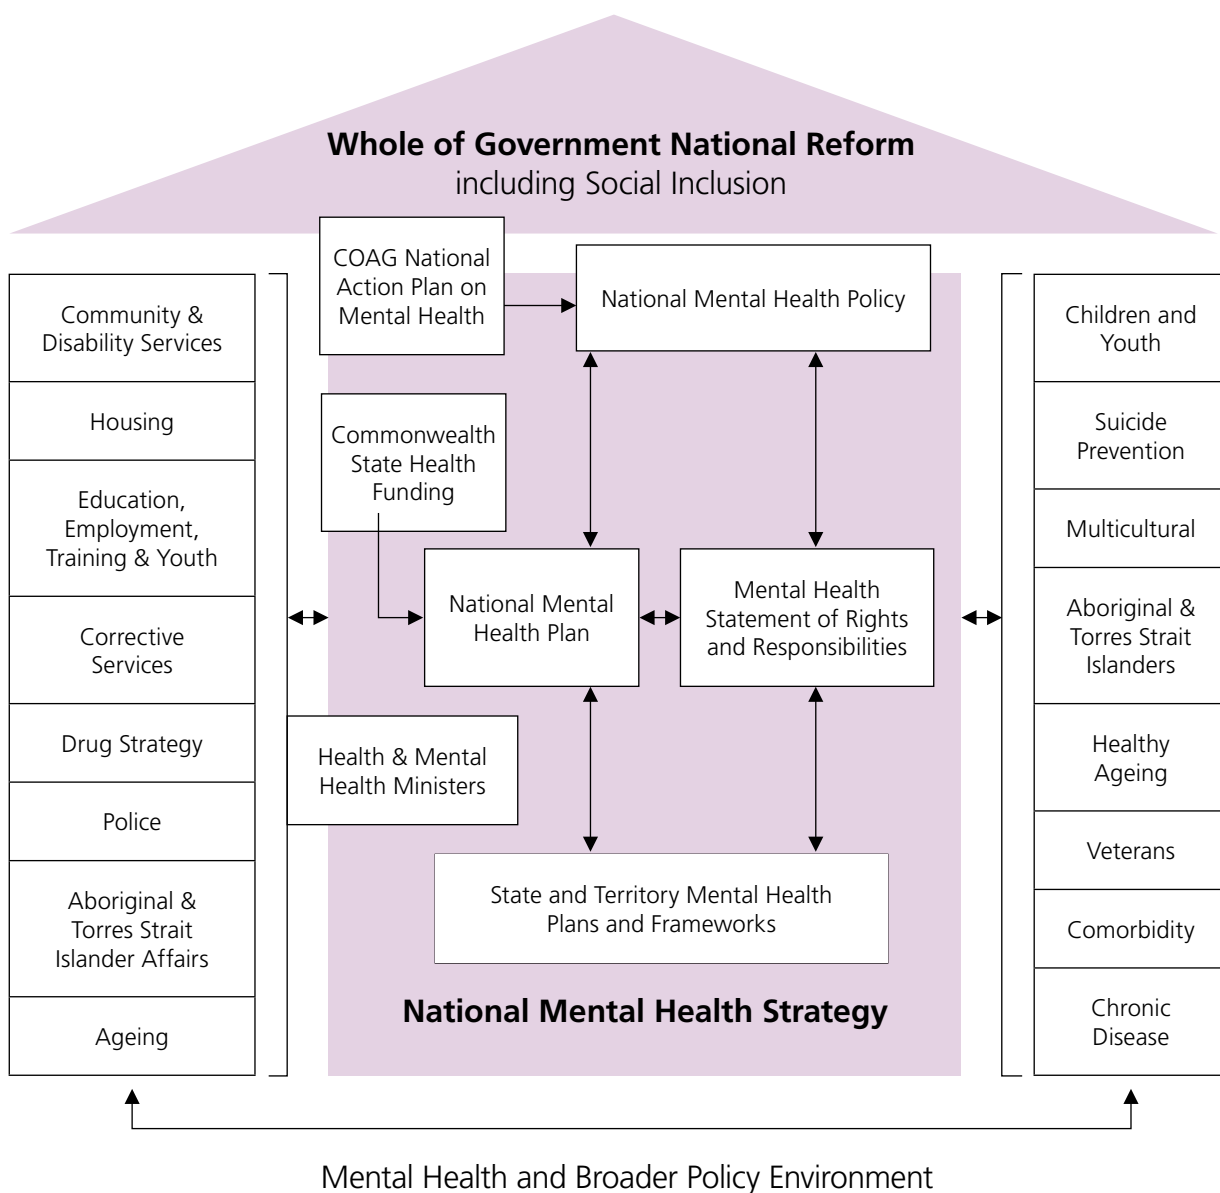 Whole of Government National Reform
including Social Inclusion
COAG National
Action Plan on
Mental Health
National Mental Health Policy
Commonwealth
State Health
Funding
National Mental
Health Plan
Mental Health
Statement of Rights
and Responsibilities
Health & Mental
Health Ministers
State and Territory Mental Health
Plans and Frameworks
National Mental Health Strategy
Community &
Disability Services
Housing
Education,
Employment,
Training & Youth
Corrective
Services
Drug Strategy
Police
Aboriginal &
Torres Strait
Islander Affairs
Ageing
Children and
Youth
Suicide
Prevention
Multicultural
Aboriginal &
Torres Strait
Islanders
Healthy
Ageing
Veterans
Comorbidity
Chronic
Disease
Mental Health and Broader Policy Environment